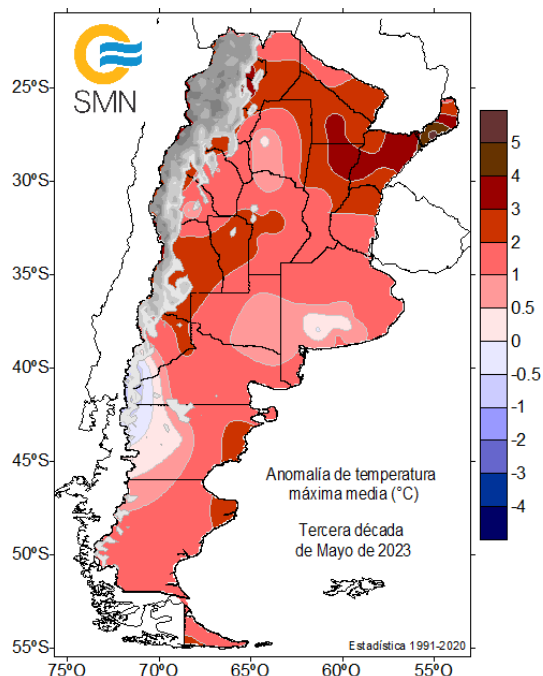 SMN
25°S
30°S
35°S
40°S
45°S
50°S
55°S
75°O
70°O
65°O
60°O
55°O
5
4
3
2
1
0
-0.5
-1
-2
-3
-4
Anomalía de temperatura
máxima media (°C)
Tercera década
de Mayo de 2023
Estadística 1991-2020